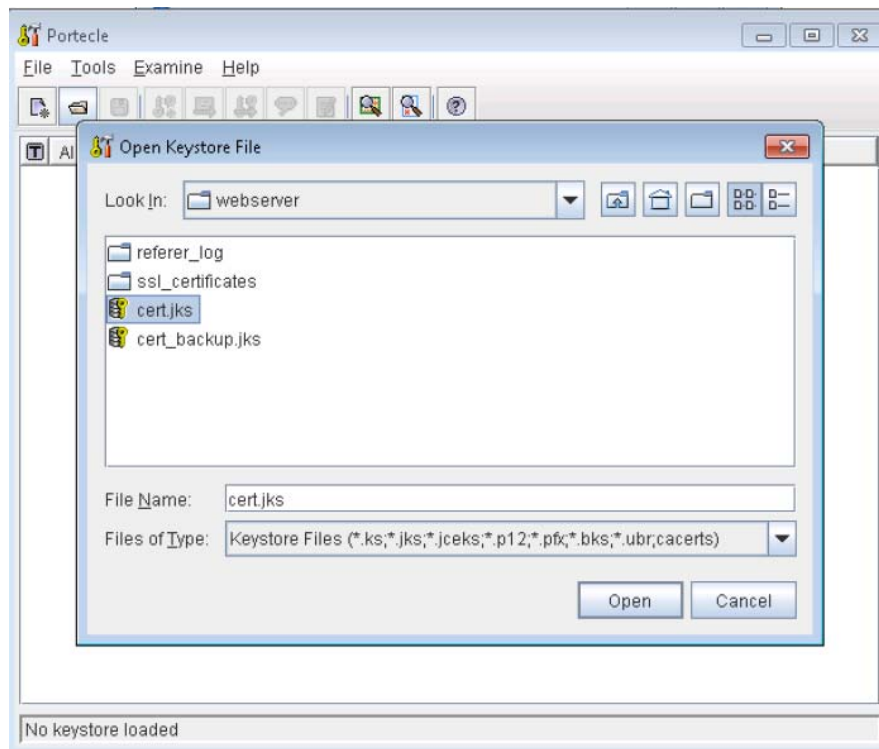 Portecle
File Tools Examine Help
Al
Open Keystore File
Look In: webserver
referer_log
ssl_certificates
cert.jks
cert_backup.jks
File Name: cert.jks
Files of Type: Keystore Files (*.ks;*.jks;*.jceks;*.p12;*.pfx;*.bks;*.ubr;cacerts)
Open Cancel
No keystore loaded